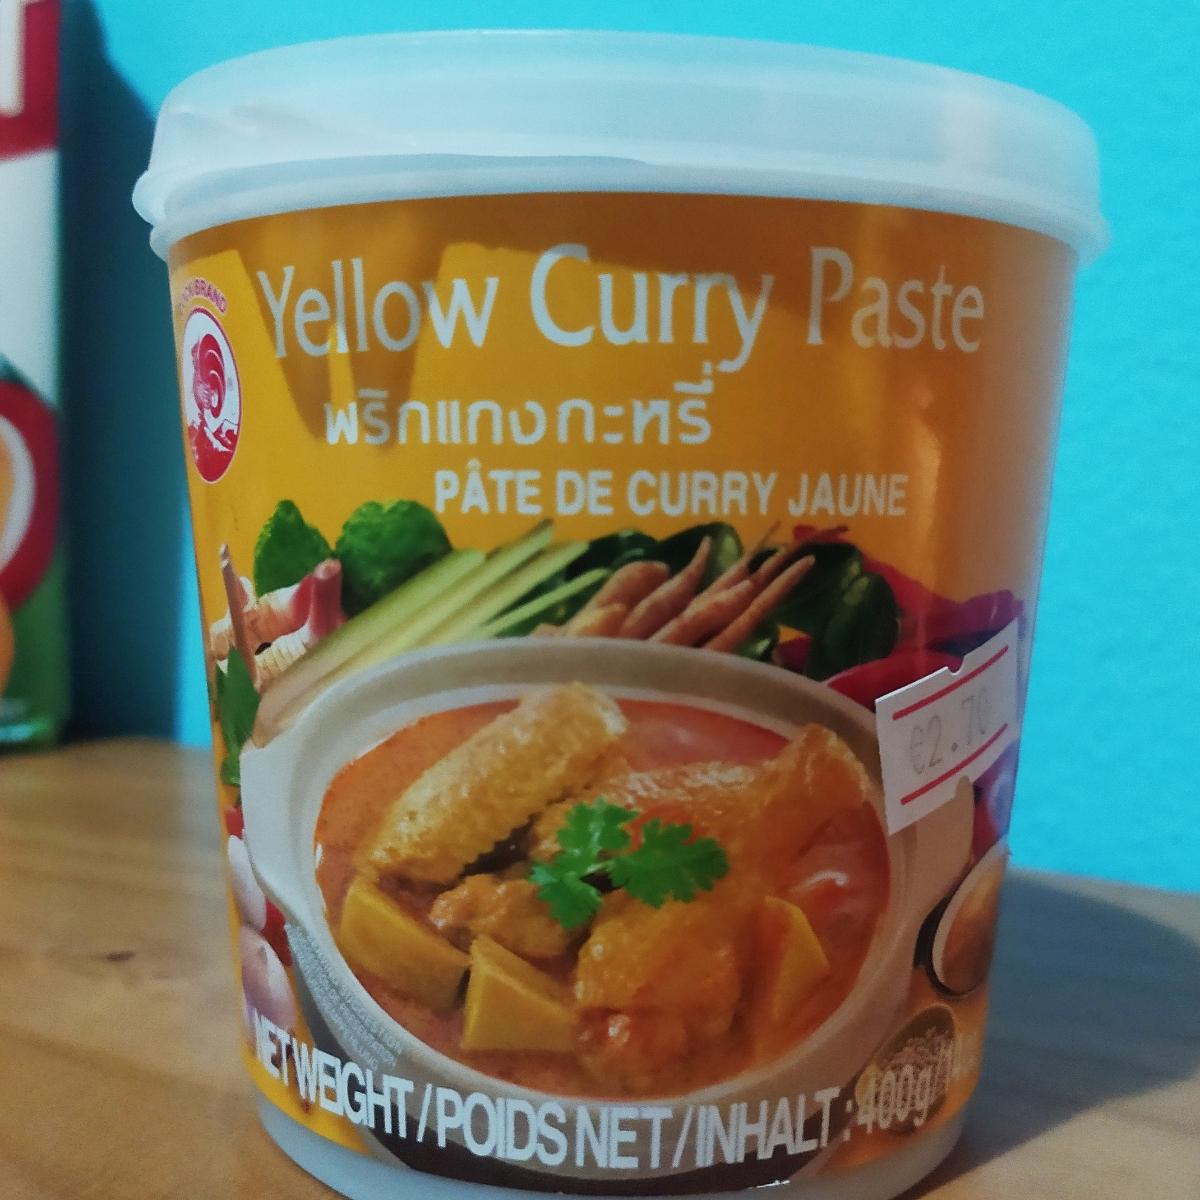 Yellow Curry Paste
BRAND
พริกแกงกะหรี่
PÂTE DE CURRY JAUNE
€2.70
NET WEIGHT / POIDS NET / INHALT : 400g/